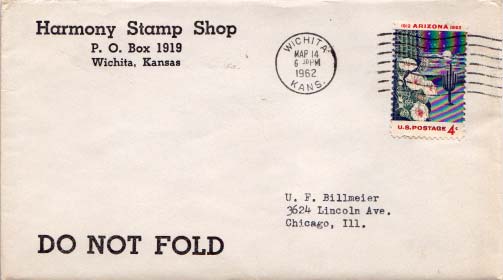 Harmony Stamp Shop
P. O. Box 1919
Wichita, Kansas
WICHITA
MAR 14
6 PM
1962
KANS.
1912 ARIZONA 1962
U.S. POSTAGE 4¢
U. F. Billmeier
3624 Lincoln Ave.
Chicago, Ill.
DO NOT FOLD